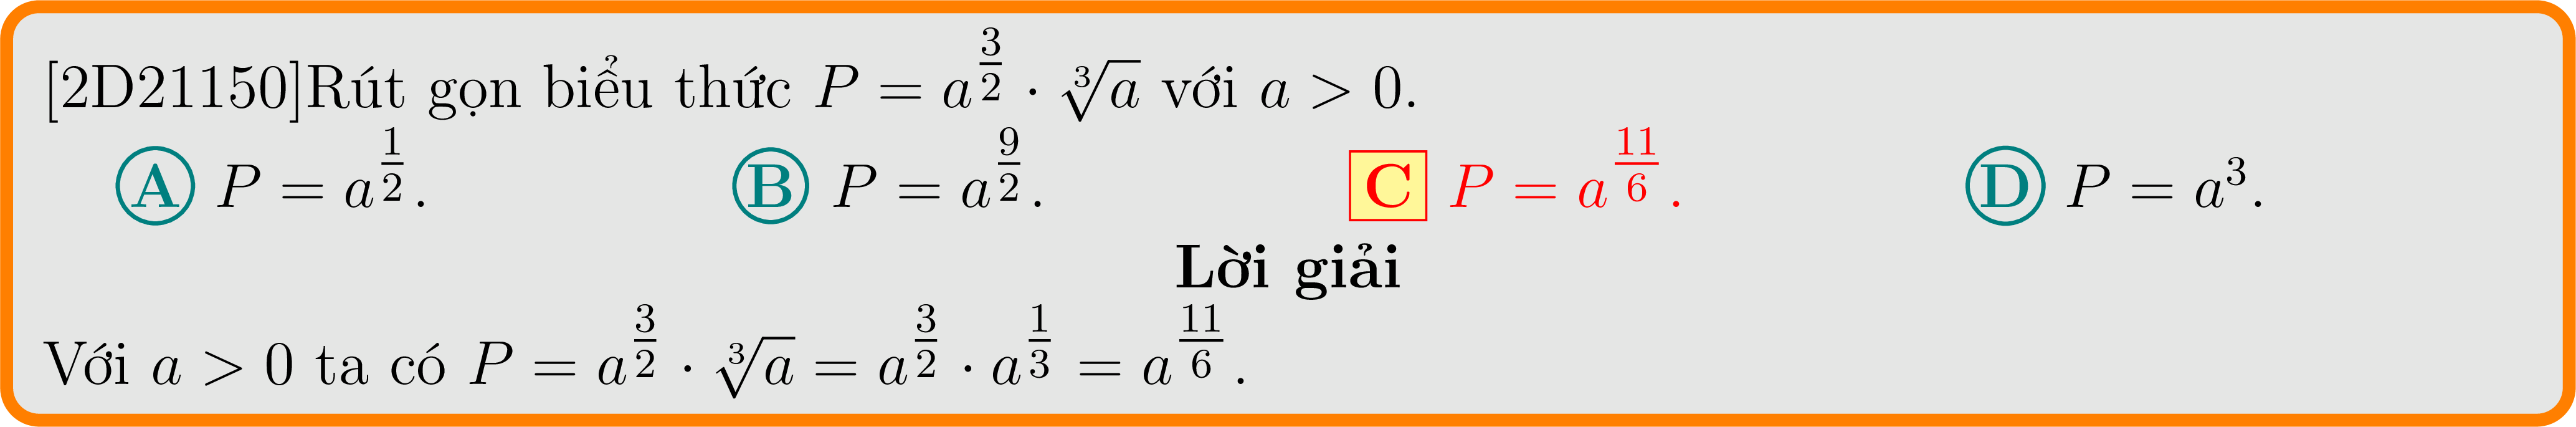 [2D21150]Rút gọn biểu thức $P = a^{\frac{3}{2}} \cdot \sqrt[3]{a}$ với $a > 0$.
A $P = a^{\frac{1}{2}}$. B $P = a^{\frac{9}{2}}$. C $P = a^{\frac{11}{6}}$. D $P = a^{3}$.
Lời giải
Với $a > 0$ ta có $P = a^{\frac{3}{2}} \cdot \sqrt[3]{a} = a^{\frac{3}{2}} \cdot a^{\frac{1}{3}} = a^{\frac{11}{6}}$.